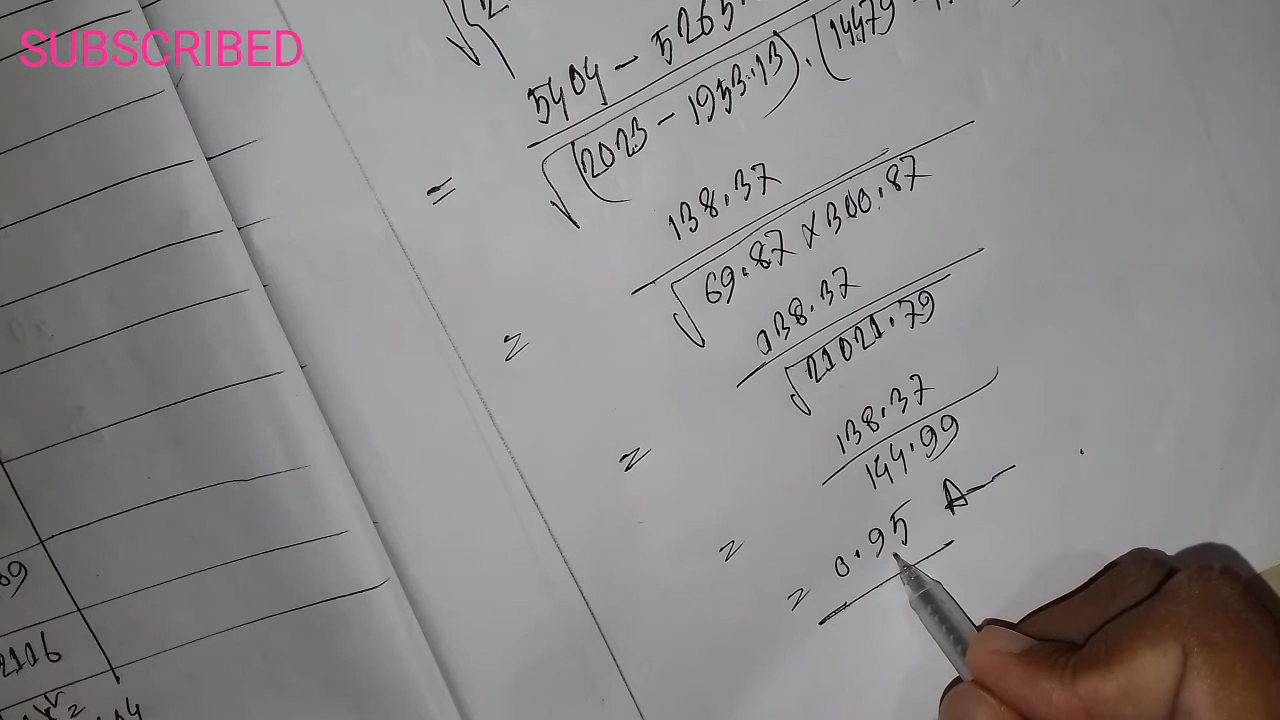 SUBSCRIBED
5404 - 5265.
= √(2023 - 1953.13) . (14479 -
138.37
= √69.87 × 300.87
138.37
= √21021.79
138.37
= 144.99
= 0.95
09
2106